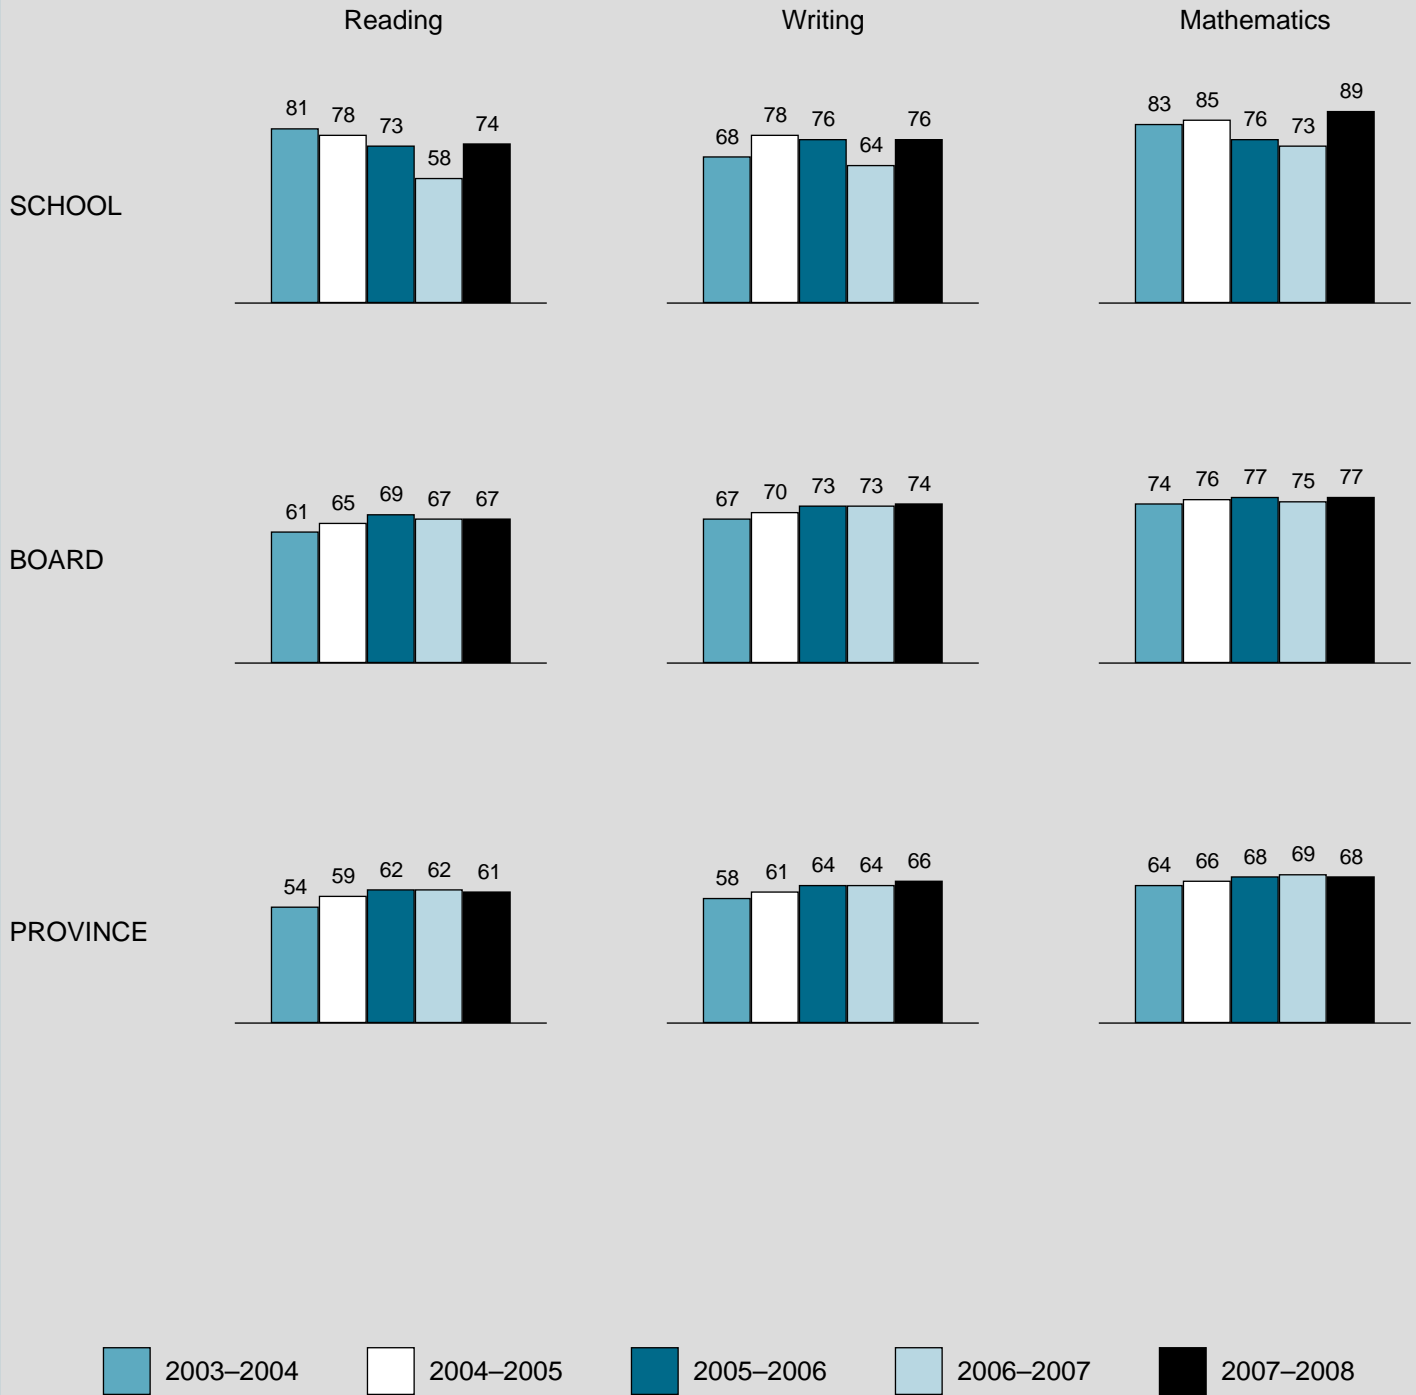 Reading Writing Mathematics
SCHOOL
81 78 73 58 74
68 78 76 64 76
83 85 76 73 89
BOARD
61 65 69 67 67
67 70 73 73 74
74 76 77 75 77
PROVINCE
54 59 62 62 61
58 61 64 64 66
64 66 68 69 68
2003–2004 2004–2005 2005–2006 2006–2007 2007–2008